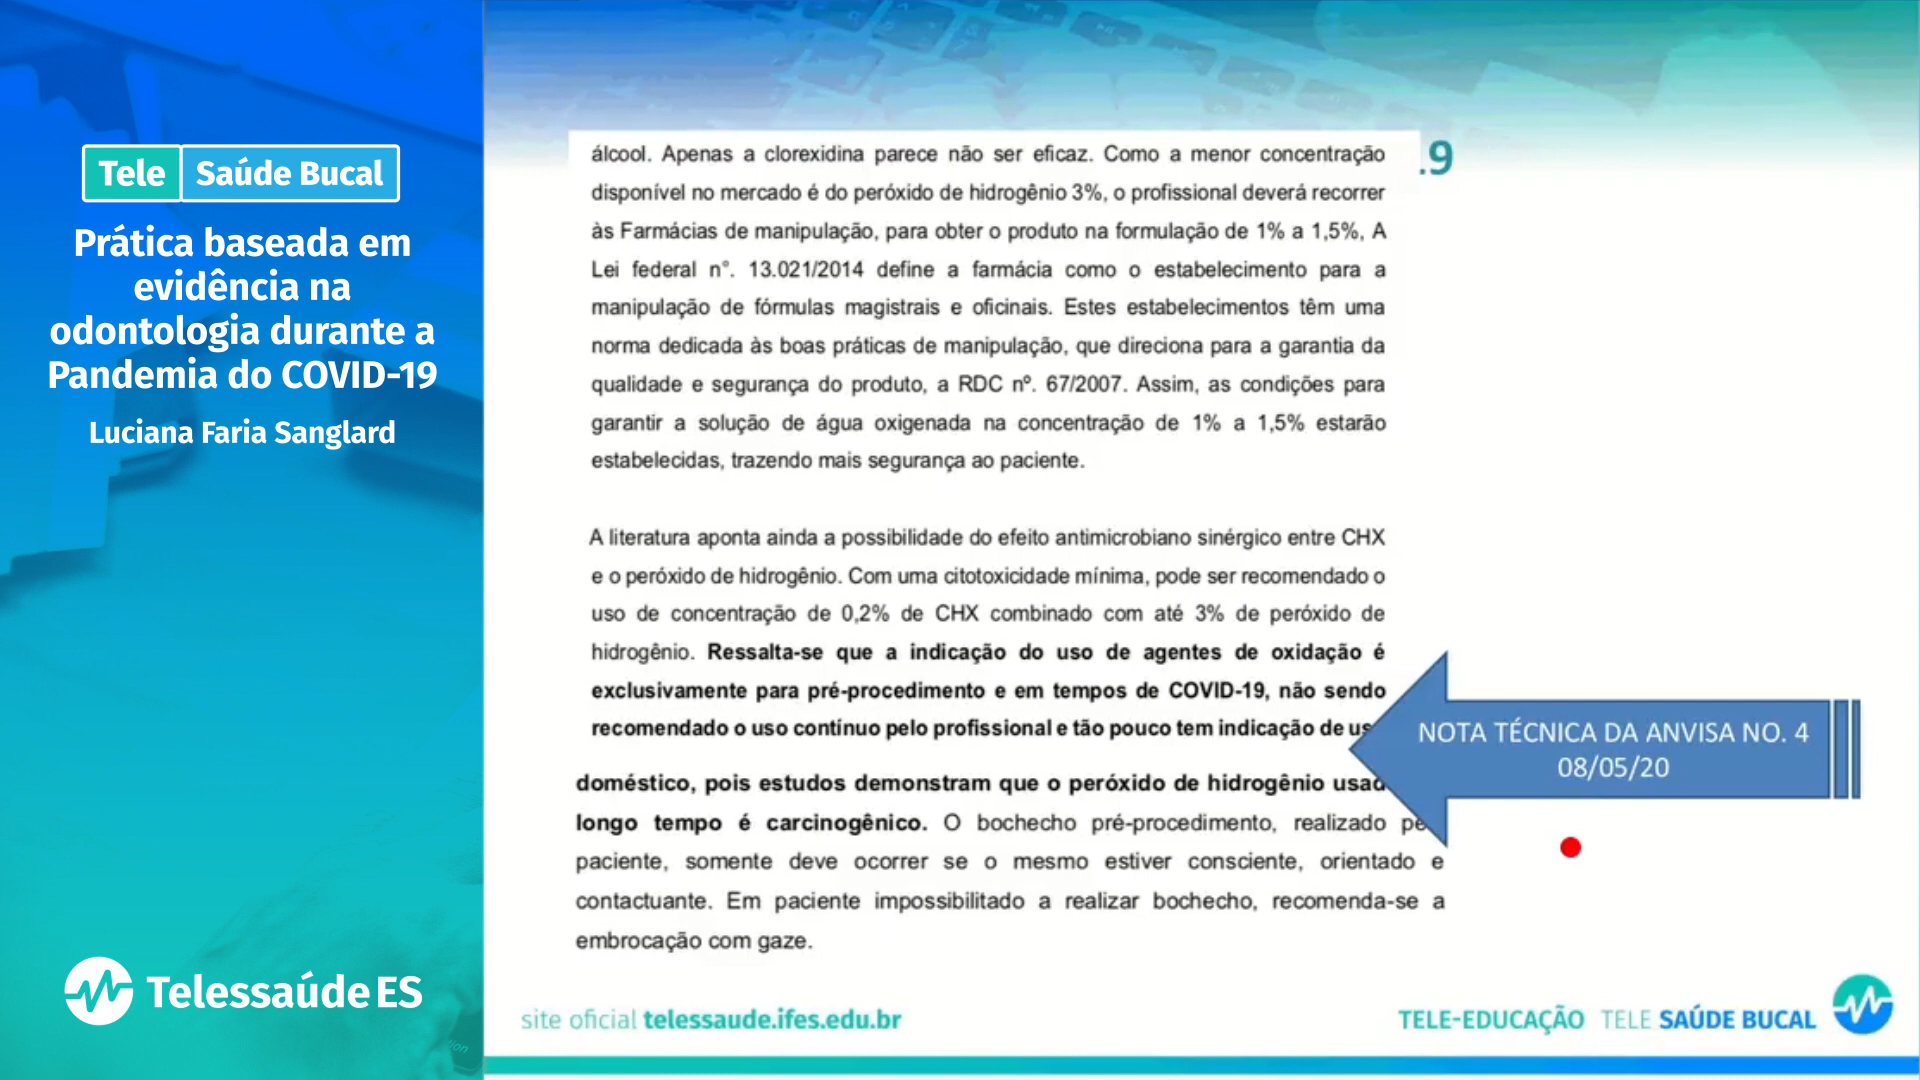 Tele Saúde Bucal
Prática baseada em
evidência na
odontologia durante a
Pandemia do COVID-19
Luciana Faria Sanglard
Telessaúde ES
.9
álcool. Apenas a clorexidina parece não ser eficaz. Como a menor concentração
disponível no mercado é do peróxido de hidrogênio 3%, o profissional deverá recorrer
às Farmácias de manipulação, para obter o produto na formulação de 1% a 1,5%, A
Lei federal n°. 13.021/2014 define a farmácia como o estabelecimento para a
manipulação de fórmulas magistrais e oficinais. Estes estabelecimentos têm uma
norma dedicada às boas práticas de manipulação, que direciona para a garantia da
qualidade e segurança do produto, a RDC nº. 67/2007. Assim, as condições para
garantir a solução de água oxigenada na concentração de 1% a 1,5% estarão
estabelecidas, trazendo mais segurança ao paciente.
A literatura aponta ainda a possibilidade do efeito antimicrobiano sinérgico entre CHX
e o peróxido de hidrogênio. Com uma citotoxicidade mínima, pode ser recomendado o
uso de concentração de 0,2% de CHX combinado com até 3% de peróxido de
hidrogênio. Ressalta-se que a indicação do uso de agentes de oxidação é
exclusivamente para pré-procedimento e em tempos de COVID-19, não sendo
recomendado o uso contínuo pelo profissional e tão pouco tem indicação de us
doméstico, pois estudos demonstram que o peróxido de hidrogênio usad
longo tempo é carcinogênico. O bochecho pré-procedimento, realizado pe
paciente, somente deve ocorrer se o mesmo estiver consciente, orientado e
contactuante. Em paciente impossibilitado a realizar bochecho, recomenda-se a
embrocação com gaze.
NOTA TÉCNICA DA ANVISA NO. 4
08/05/20
site oficial telessaude.ifes.edu.br
TELE-EDUCAÇÃO TELE SAÚDE BUCAL